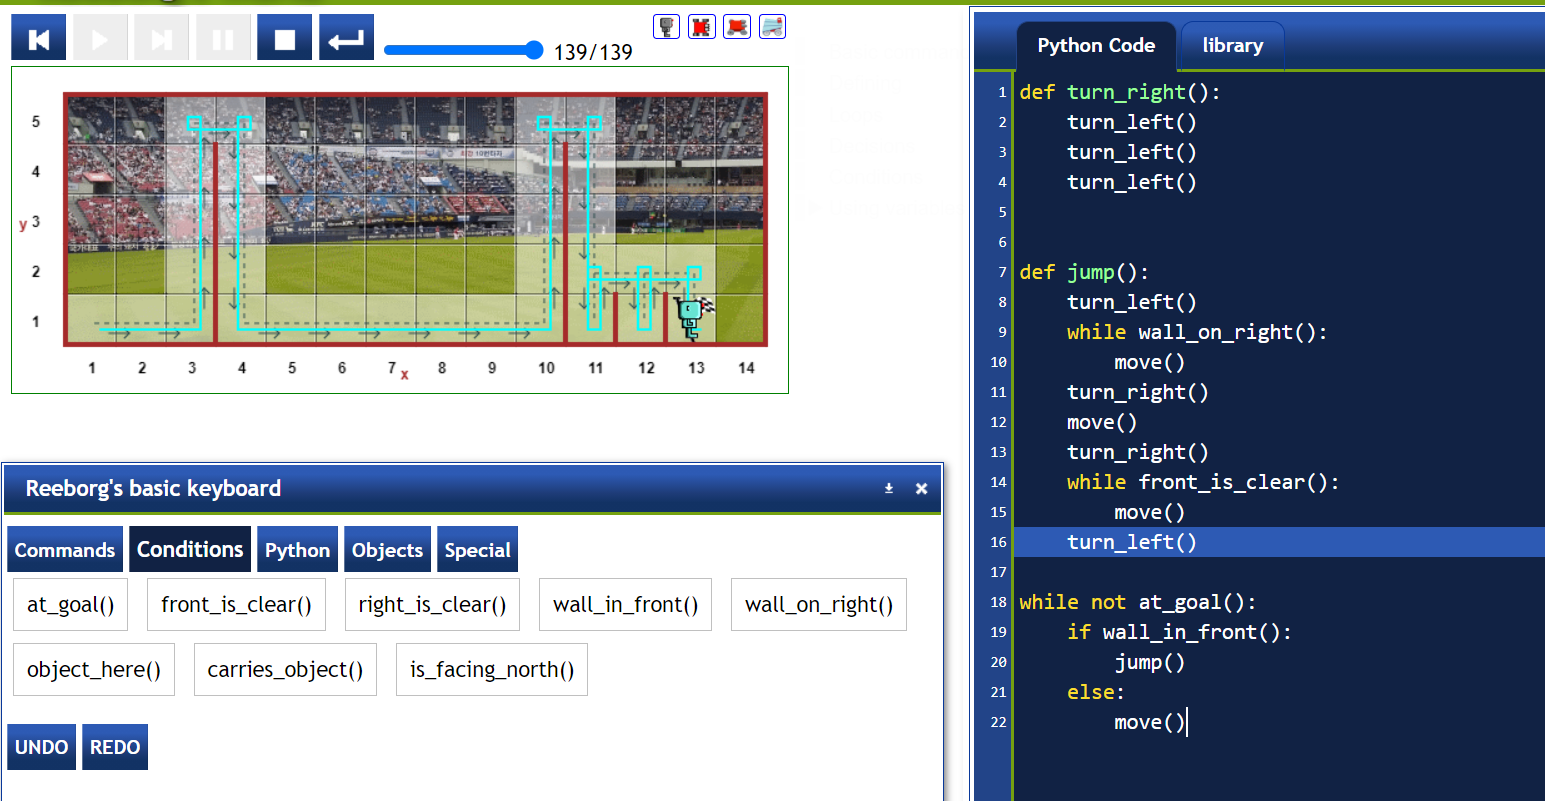 139/139
5
4
y 3
2
1
1 2 3 4 5 6 7 x 8 9 10 11 12 13 14
Reeborg's basic keyboard
Commands Conditions Python Objects Special
at_goal() front_is_clear() right_is_clear() wall_in_front() wall_on_right()
object_here() carries_object() is_facing_north()
UNDO REDO
Python Code library
1 def turn_right():
2 turn_left()
3 turn_left()
4 turn_left()
5
6
7 def jump():
8 turn_left()
9 while wall_on_right():
10 move()
11 turn_right()
12 move()
13 turn_right()
14 while front_is_clear():
15 move()
16 turn_left()
17
18 while not at_goal():
19 if wall_in_front():
20 jump()
21 else:
22 move()